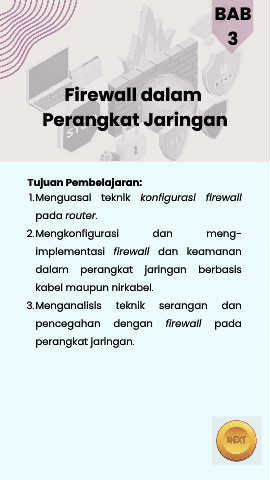 BAB
3
Firewall dalam
Perangkat Jaringan
Tujuan Pembelajaran:
1. Menguasai teknik konfigurasi firewall
pada router.
2. Mengkonfigurasi dan meng-
implementasi firewall dan keamanan
dalam perangkat jaringan berbasis
kabel maupun nirkabel.
3. Menganalisis teknik serangan dan
pencegahan dengan firewall pada
perangkat jaringan.
NEXT